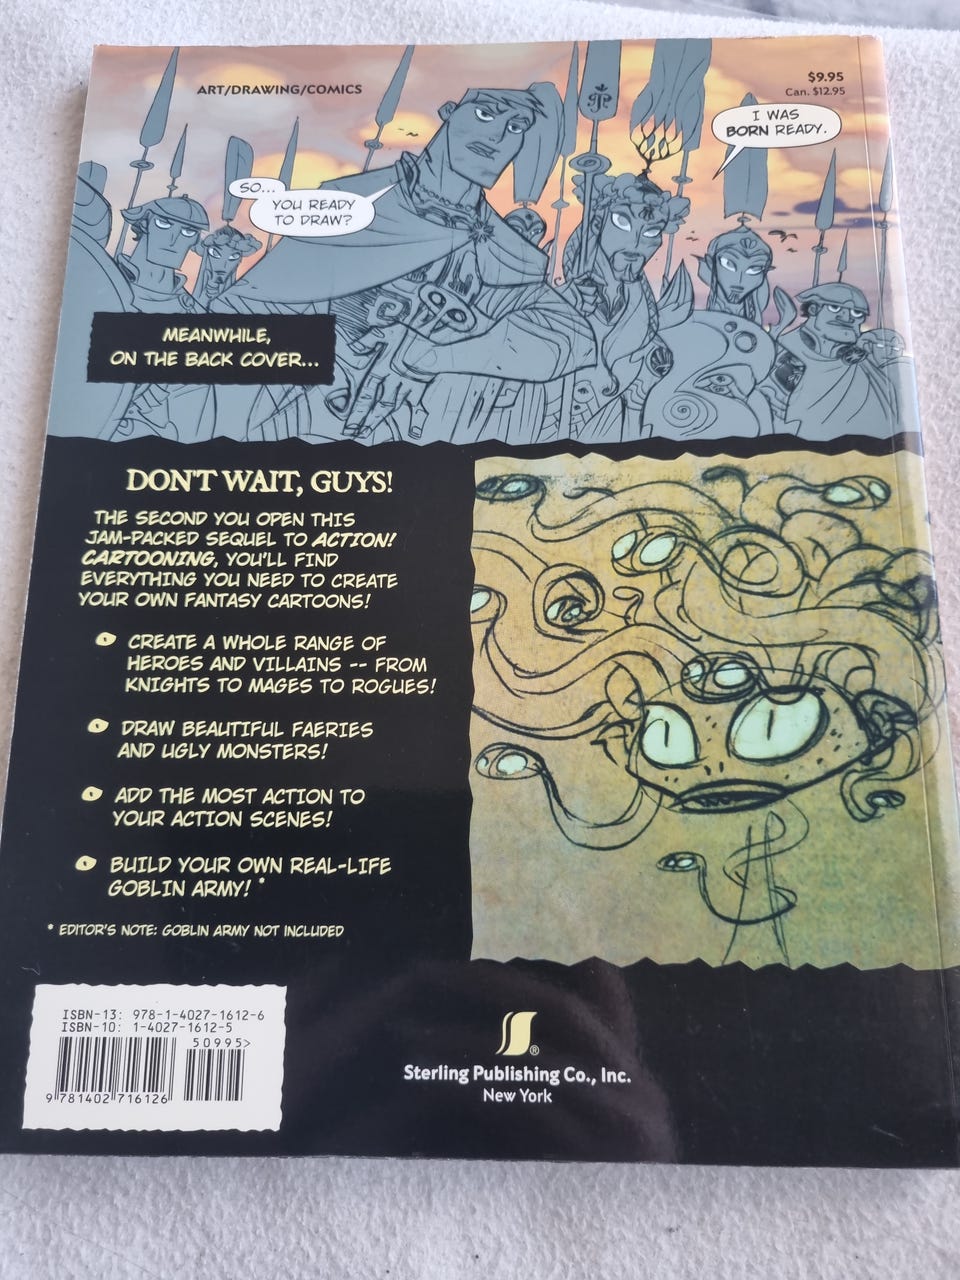 ART/DRAWING/COMICS
$9.95
Can. $12.95
I WAS
BORN READY.
SO...
YOU READY
TO DRAW?
MEANWHILE,
ON THE BACK COVER...
DON'T WAIT, GUYS!
THE SECOND YOU OPEN THIS
JAM-PACKED SEQUEL TO ACTION!
CARTOONING, YOU'LL FIND
EVERYTHING YOU NEED TO CREATE
YOUR OWN FANTASY CARTOONS!
CREATE A WHOLE RANGE OF
HEROES AND VILLAINS -- FROM
KNIGHTS TO MAGES TO ROGUES!
DRAW BEAUTIFUL FAERIES
AND UGLY MONSTERS!
ADD THE MOST ACTION TO
YOUR ACTION SCENES!
BUILD YOUR OWN REAL-LIFE
GOBLIN ARMY! *
* EDITOR'S NOTE: GOBLIN ARMY NOT INCLUDED
ISBN-13: 978-1-4027-1612-6
ISBN-10: 1-4027-1612-5
50995>
9 781402 716126
®
Sterling Publishing Co., Inc.
New York